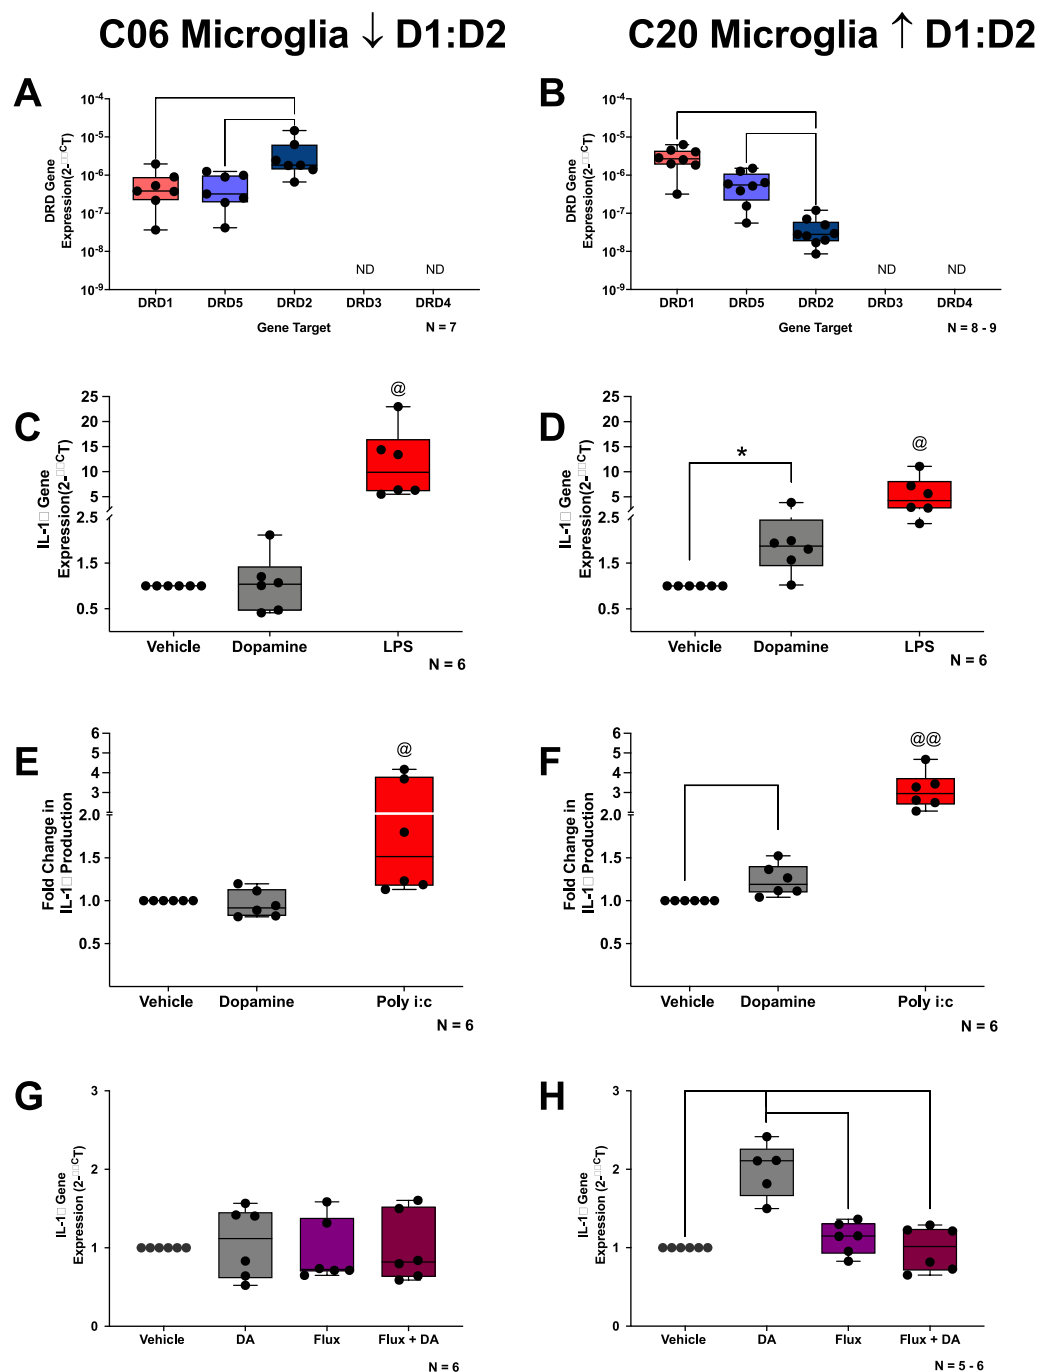 C06 Microglia ↓ D1:D2
C20 Microglia ↑ D1:D2
A
DRD Gene
Expression(2-□□CT)
10-4
10-5
10-6
10-7
10-8
10-9
ND
ND
DRD1 DRD5 DRD2 DRD3 DRD4
Gene Target
N = 7
B
DRD Gene
Expression(2-□□CT)
10-4
10-5
10-6
10-7
10-8
10-9
ND
ND
DRD1 DRD5 DRD2 DRD3 DRD4
Gene Target
N = 8 - 9
C
IL-1□ Gene
Expression(2-□□CT)
25
20
15
10
5
2.5
1.5
0.5
@
Vehicle Dopamine LPS
N = 6
D
IL-1□ Gene
Expression(2-□□CT)
25
20
15
10
5
2.5
1.5
0.5
*
@
Vehicle Dopamine LPS
N = 6
E
Fold Change in
IL-1□ Production
6
5
4
3
2.0
1.5
1.0
0.5
@
Vehicle Dopamine Poly i:c
N = 6
F
Fold Change in
IL-1□ Production
6
5
4
3
2.0
1.5
1.0
0.5
@@
Vehicle Dopamine Poly i:c
N = 6
G
IL-1□ Gene
Expression (2-□□CT)
3
2
1
0
Vehicle DA Flux Flux + DA
N = 6
H
IL-1□ Gene
Expression (2-□□CT)
3
2
1
0
Vehicle DA Flux Flux + DA
N = 5 - 6